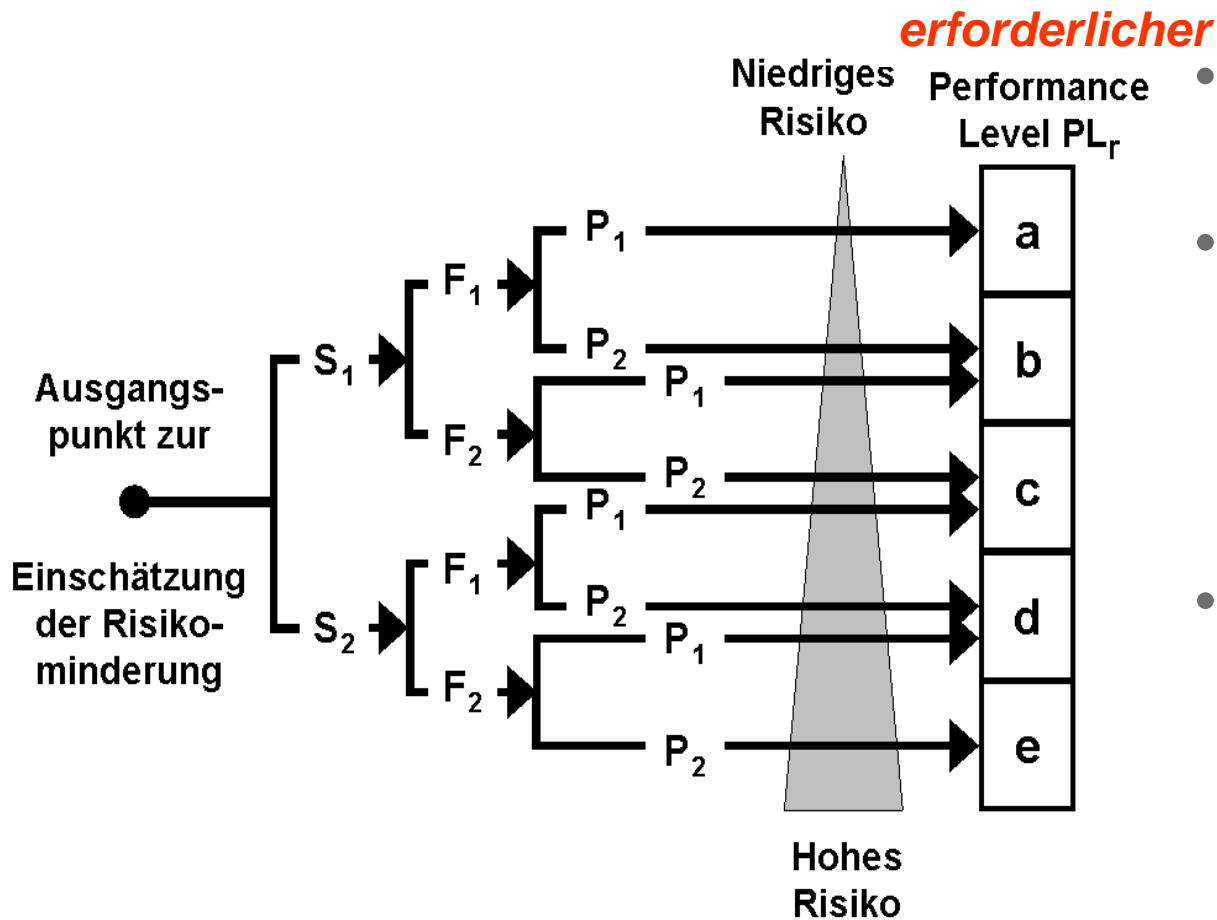 erforderlicher
Niedriges
Risiko
Performance
Level PLr
Ausgangs-
punkt zur
Einschätzung
der Risiko-
minderung
S1
F1
P1
a
P2
b
F2
P1
P2
c
S2
F1
P1
P2
d
F2
P1
P2
e
Hohes
Risiko